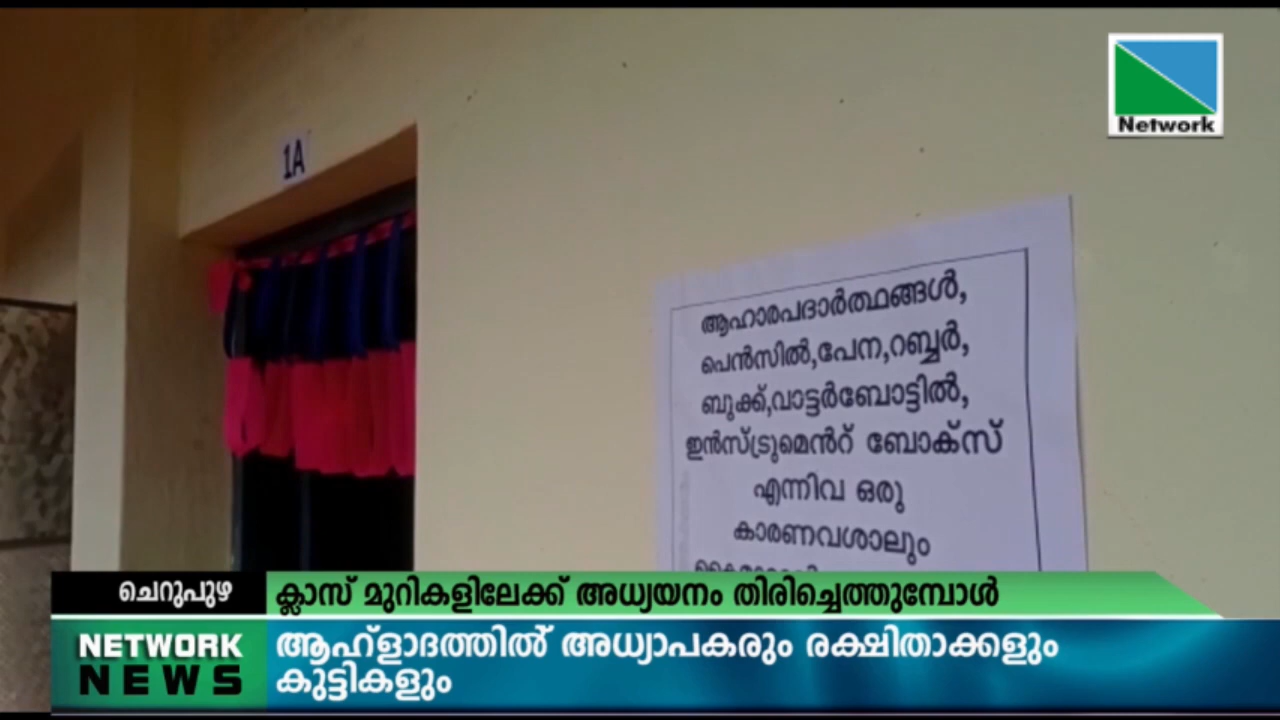 Network
1A
ആഹാരപദാർത്ഥങ്ങൾ,
പെൻസിൽ,പേന,റബ്ബർ,
ബുക്ക്,വാട്ടർബോട്ടിൽ,
ഇൻസ്ട്രുമെൻറ് ബോക്സ്
എന്നിവ ഒരു
കാരണവശാലും
ചെറുപുഴ
ക്ലാസ് മുറികളിലേക്ക് അധ്യയനം തിരിച്ചെത്തുമ്പോൾ
NETWORK NEWS
ആഹ്ളാദത്തിൽ അധ്യാപകരും രക്ഷിതാക്കളും
കുട്ടികളും